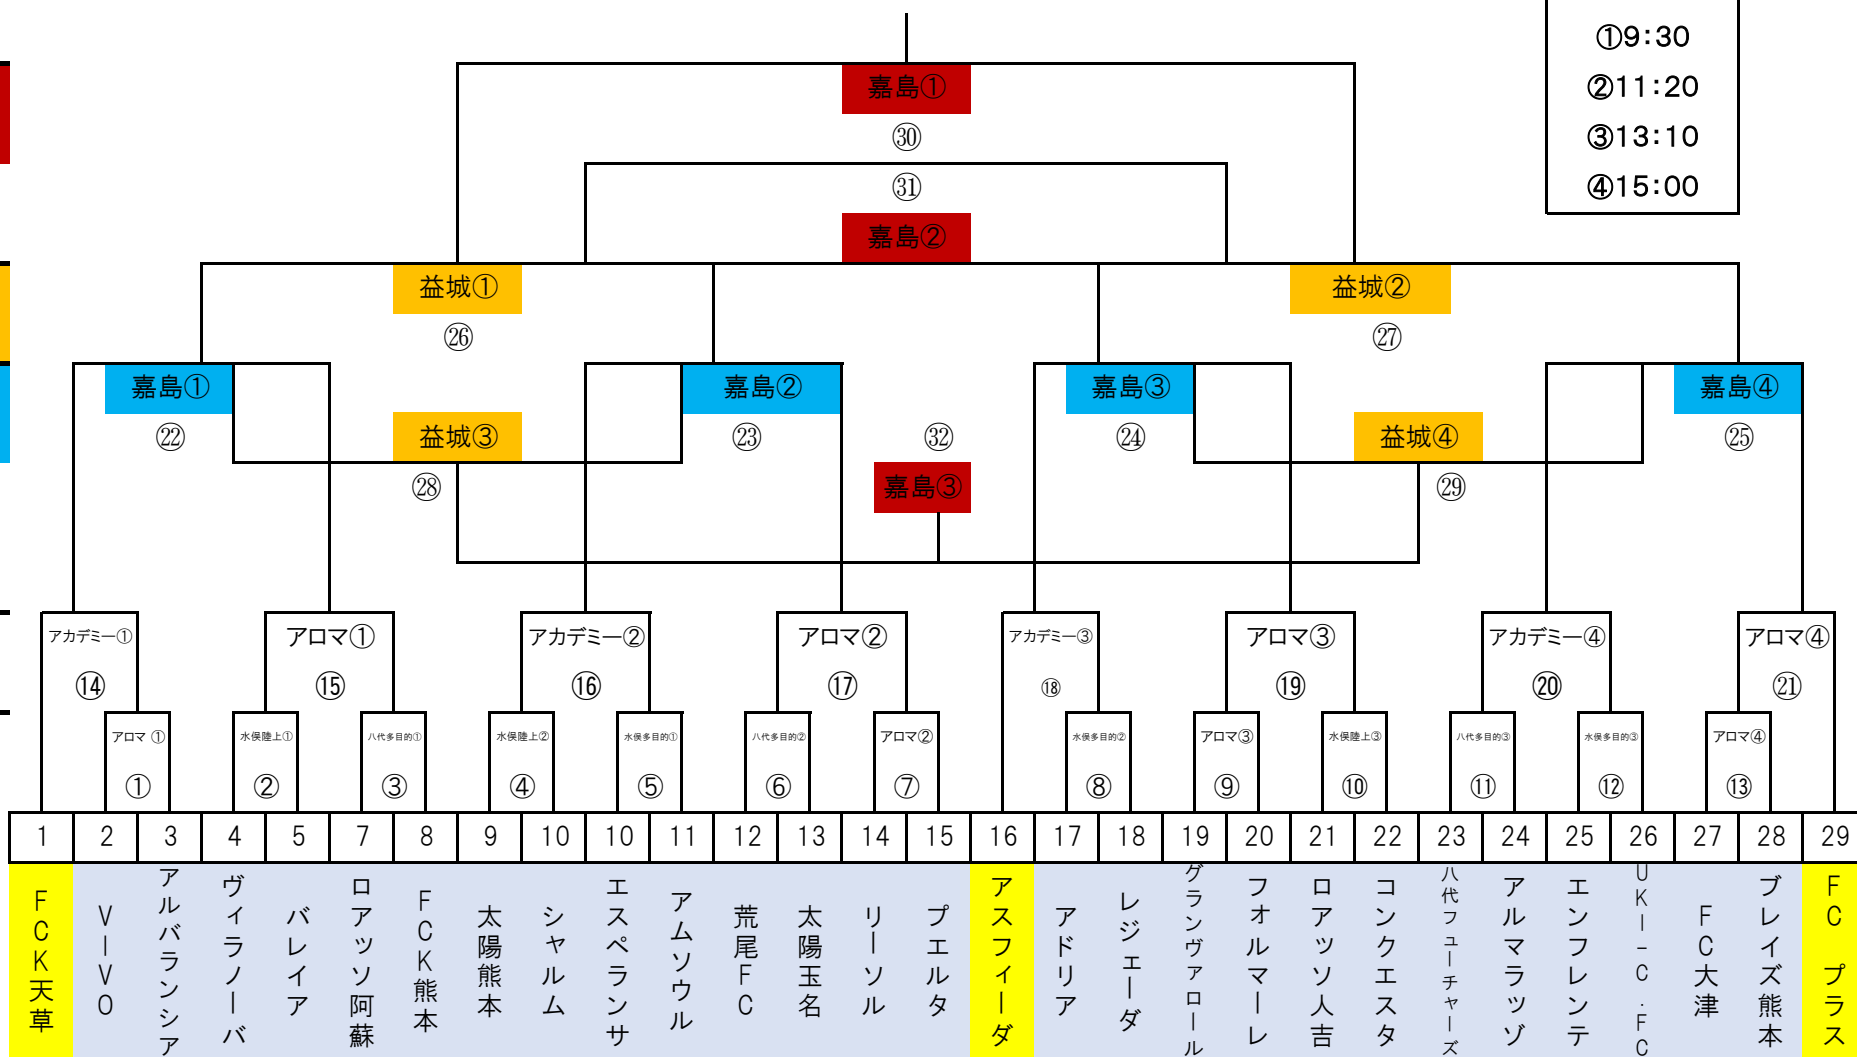 ①9:30
②11:20
③13:10
④15:00
嘉島①
㉚
㉛
嘉島②
益城① 益城②
㉖ ㉗
嘉島① 嘉島② 嘉島③ 嘉島④
㉒ 益城③ ㉓ ㉜ ㉔ 益城④ ㉕
㉘ 嘉島③ ㉙
アカデミー① アロマ① アカデミー② アロマ② アカデミー③ アロマ③ アカデミー④ アロマ④
⑭ ⑮ ⑯ ⑰ ⑱ ⑲ ⑳ ㉑
アロマ ① 水俣陸上① 八代多目的① 水俣陸上② 水俣多目的① 八代多目的② アロマ② 水俣多目的② アロマ③ 水俣陸上③ 八代多目的③ 水俣多目的③ アロマ④
① ② ③ ④ ⑤ ⑥ ⑦ ⑧ ⑨ ⑩ ⑪ ⑫ ⑬
1 2 3 4 5 7 8 9 10 10 11 12 13 14 15 16 17 18 19 20 21 22 23 24 25 26 27 28 29
FCK天草
VIVO
アルバランシア
ヴィラノーバ
バレイア
ロアッソ阿蘇
FCK熊本
太陽熊本
シャルム
エスペランサ
アムソウル
荒尾FC
太陽玉名
リーソル
プエルタ
アスフィーダ
アドリア
レジェーダ
グランヴァロール
フォルマーレ
ロアッソ人吉
コンクエスタ
八代フューチャーズ
アルマラッゾ
エンフレンテ
UKI-C.FC
FC大津
ブレイズ熊本
FC プラス